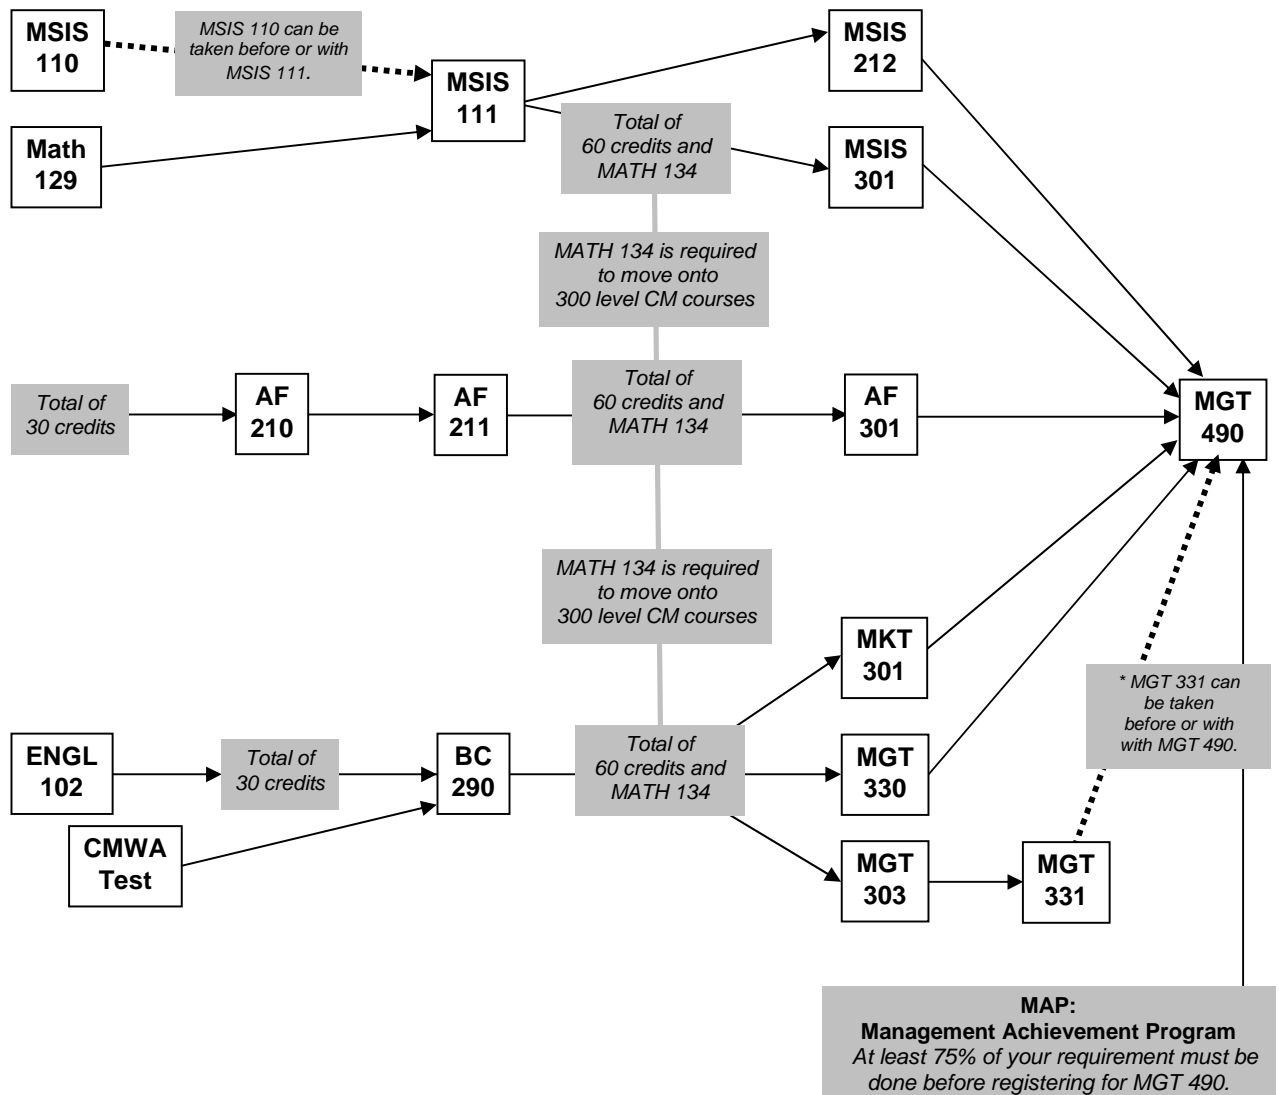 MSIS
110
MSIS 110 can be
taken before or with
MSIS 111.
MSIS
111
MSIS
212
Math
129
Total of
60 credits and
MATH 134
MSIS
301
MATH 134 is required
to move onto
300 level CM courses
Total of
30 credits
AF
210
AF
211
Total of
60 credits and
MATH 134
AF
301
MGT
490
MATH 134 is required
to move onto
300 level CM courses
MKT
301
* MGT 331 can
be taken
before or with
with MGT 490.
ENGL
102
Total of
30 credits
BC
290
Total of
60 credits and
MATH 134
MGT
330
CMWA
Test
MGT
303
MGT
331
MAP:
Management Achievement Program
At least 75% of your requirement must be
done before registering for MGT 490.